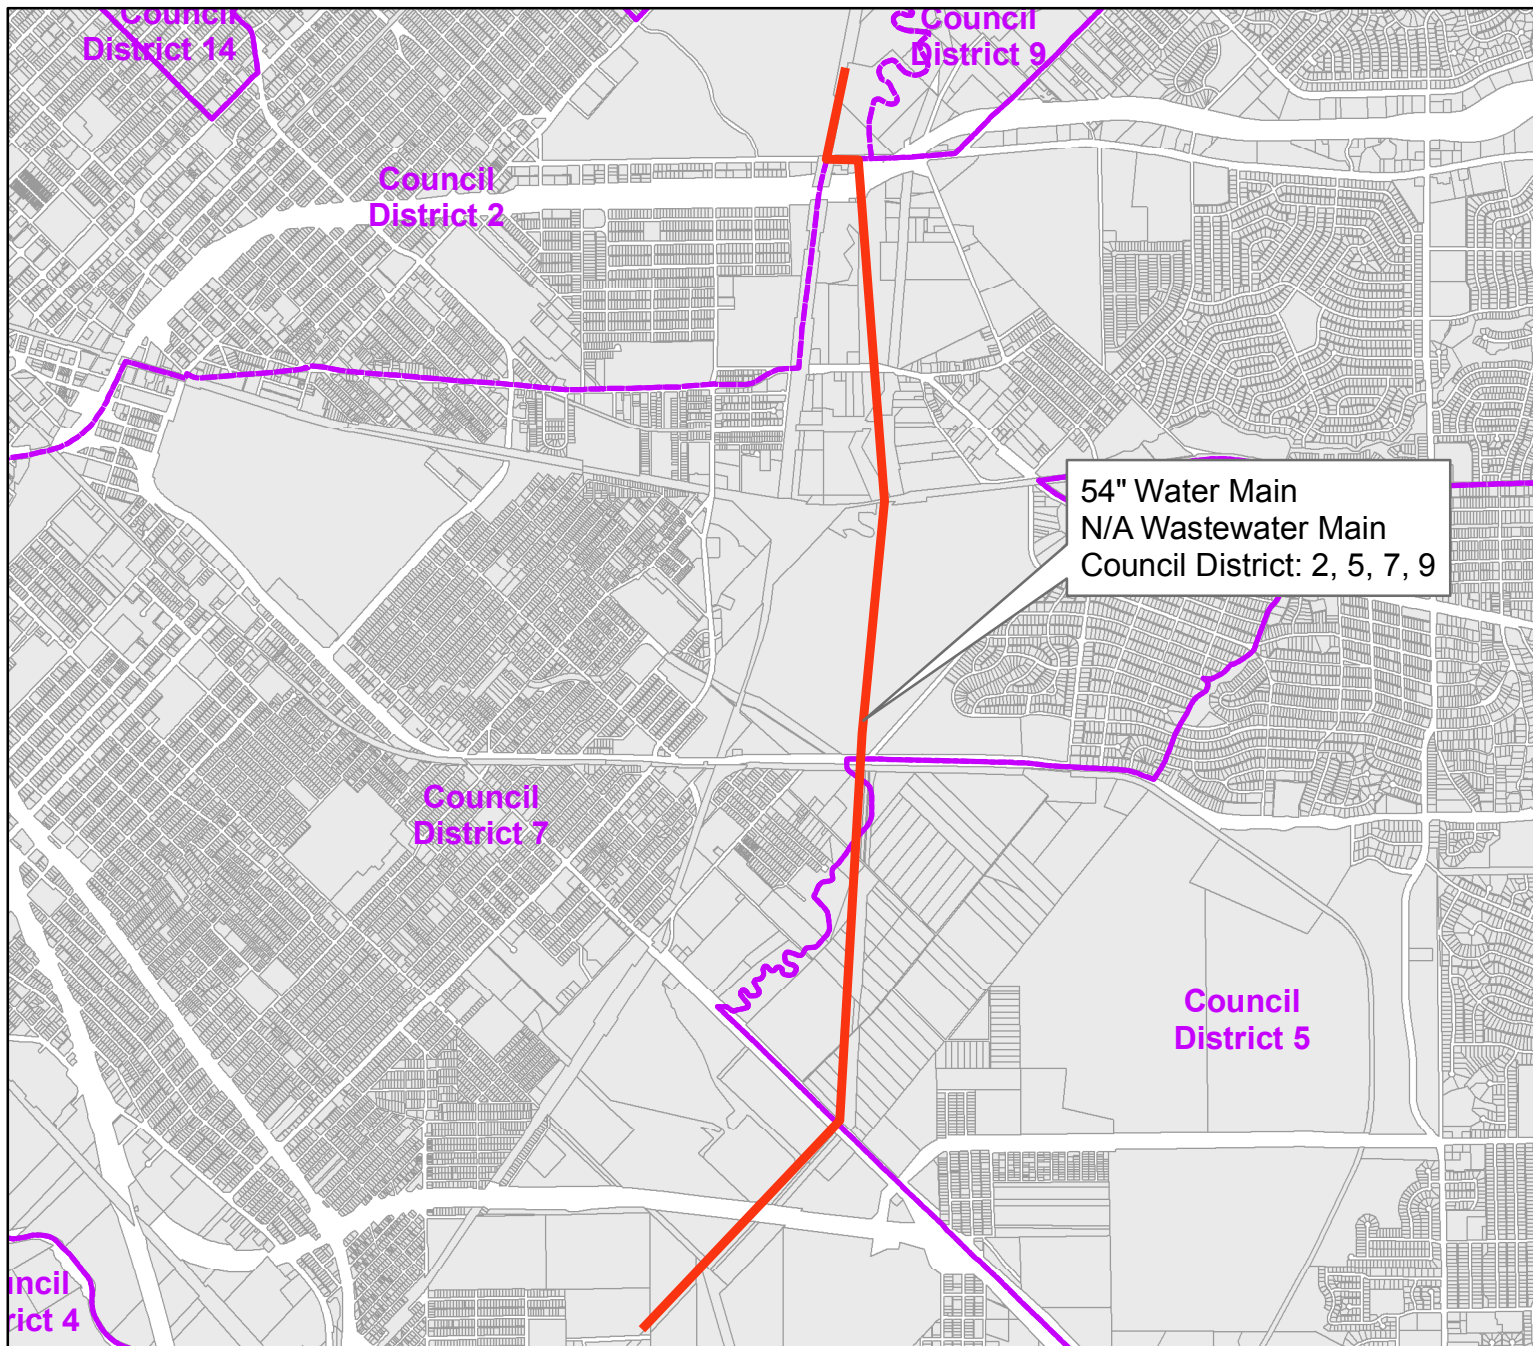 Council
District 14
Council
District 9
Council
District 2
54" Water Main
N/A Wastewater Main
Council District: 2, 5, 7, 9
Council
District 7
Council
District 5
uncil
rict 4